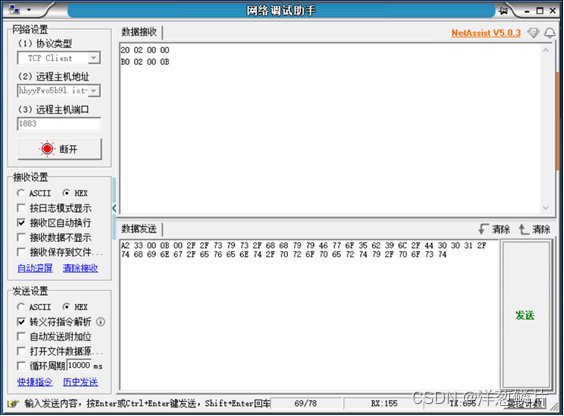 网络调试助手
网络设置
(1) 协议类型
TCP Client
(2) 远程主机地址
hhyyFwo5b9l.iot-
(3) 远程主机端口
1883
断开
接收设置
ASCII HEX
按日志模式显示
接收区自动换行
接收数据不显示
接收保存到文件...
自动滚屏 清除接收
发送设置
ASCII HEX
转义符指令解析
自动发送附加位
打开文件数据源...
循环周期 10000 ms
快捷指令 历史发送
数据接收 NetAssist V5.0.3
20 02 00 00
B0 02 00 0B
数据发送 清除 清除
A2 33 00 0B 00 2F 2F 73 79 73 2F 68 68 79 79 46 77 6F 35 62 39 6C 2F 44 30 30 31 2F
74 68 69 6E 67 2F 65 76 65 6E 74 2F 70 72 6F 70 65 72 74 79 2F 70 6F 73 74
发送
输入发送内容，按Enter或Ctrl+Enter键发送，Shift+Enter回车 69/78 RX:155 TX:695 复位计数
CSDN @洋葱鳞片